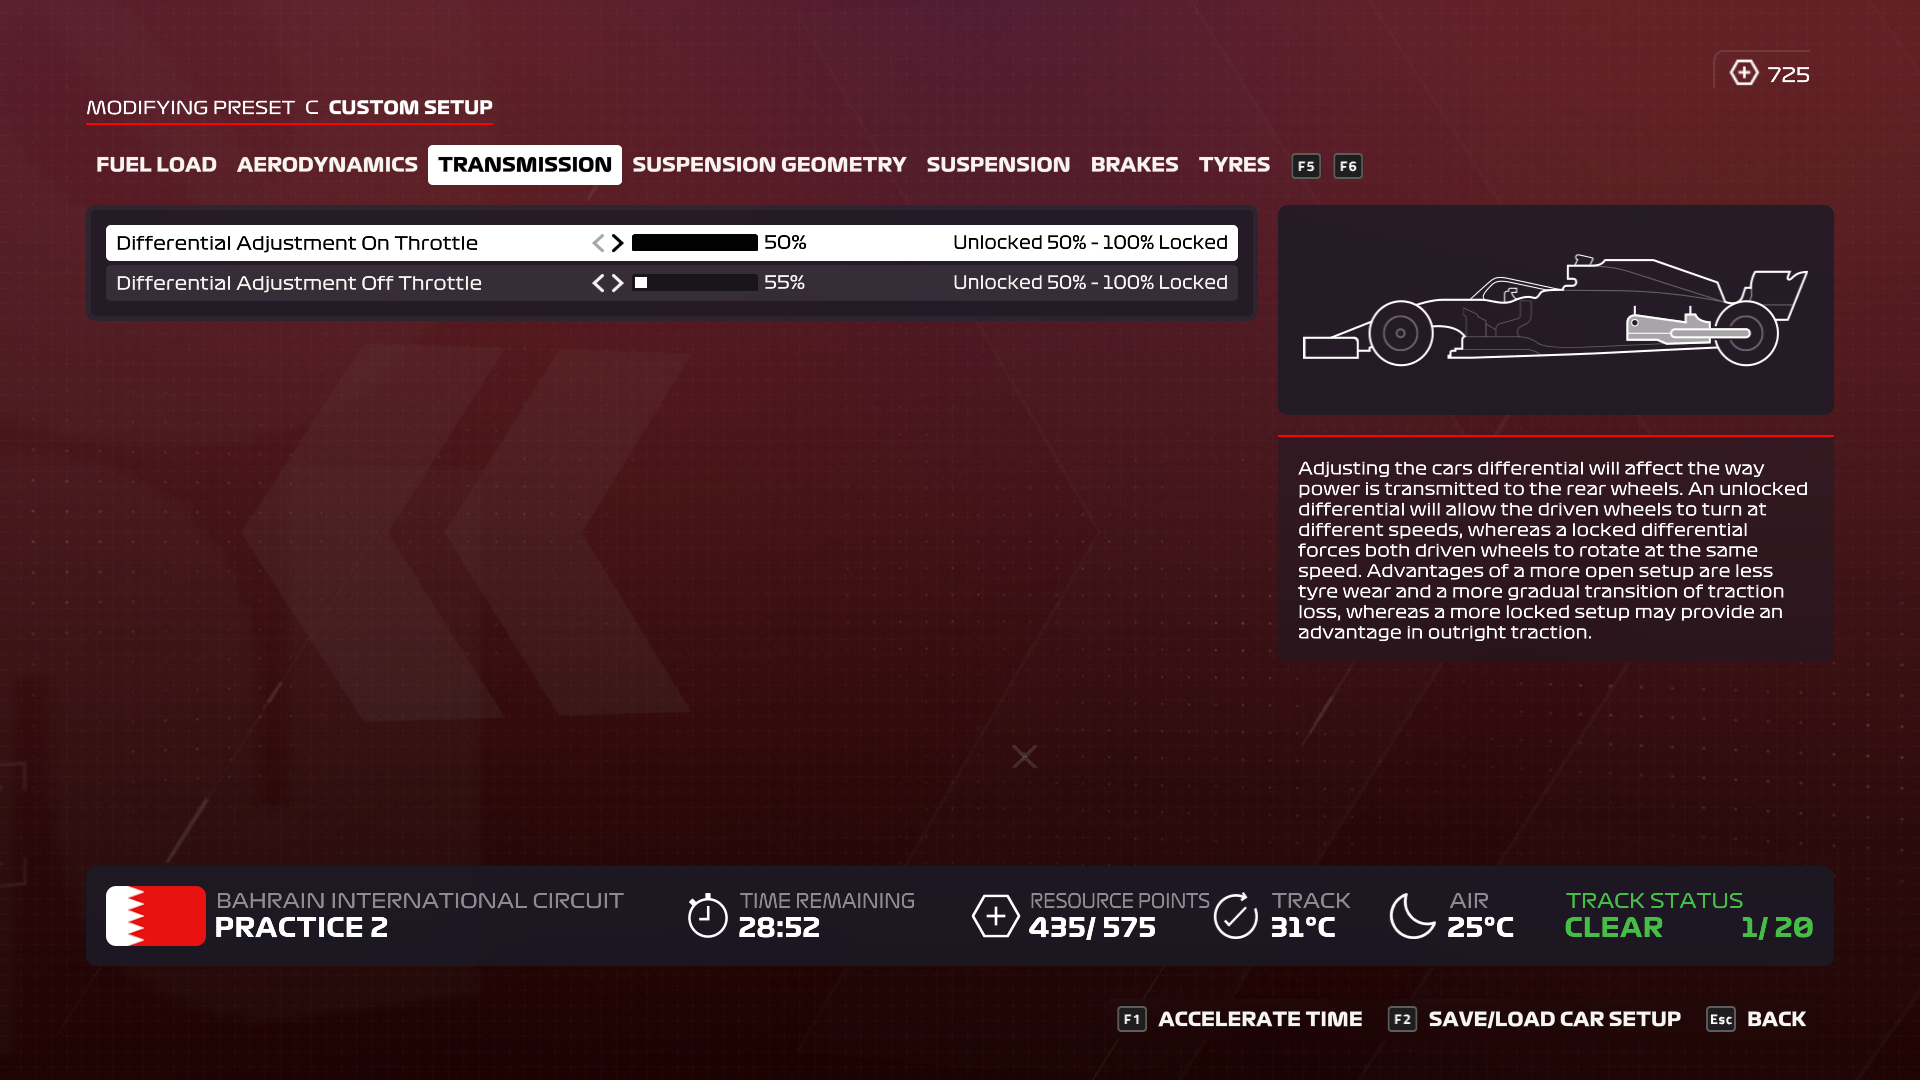 725
MODIFYING PRESET C CUSTOM SETUP
FUEL LOAD AERODYNAMICS TRANSMISSION SUSPENSION GEOMETRY SUSPENSION BRAKES TYRES F5 F6
Differential Adjustment On Throttle 50% Unlocked 50% - 100% Locked
Differential Adjustment Off Throttle 55% Unlocked 50% - 100% Locked
Adjusting the cars differential will affect the way
power is transmitted to the rear wheels. An unlocked
differential will allow the driven wheels to turn at
different speeds, whereas a locked differential
forces both driven wheels to rotate at the same
speed. Advantages of a more open setup are less
tyre wear and a more gradual transition of traction
loss, whereas a more locked setup may provide an
advantage in outright traction.
BAHRAIN INTERNATIONAL CIRCUIT TIME REMAINING RESOURCE POINTS TRACK AIR TRACK STATUS
PRACTICE 2 28:52 435/ 575 31°C 25°C CLEAR 1/ 20
F1 ACCELERATE TIME F2 SAVE/LOAD CAR SETUP Esc BACK